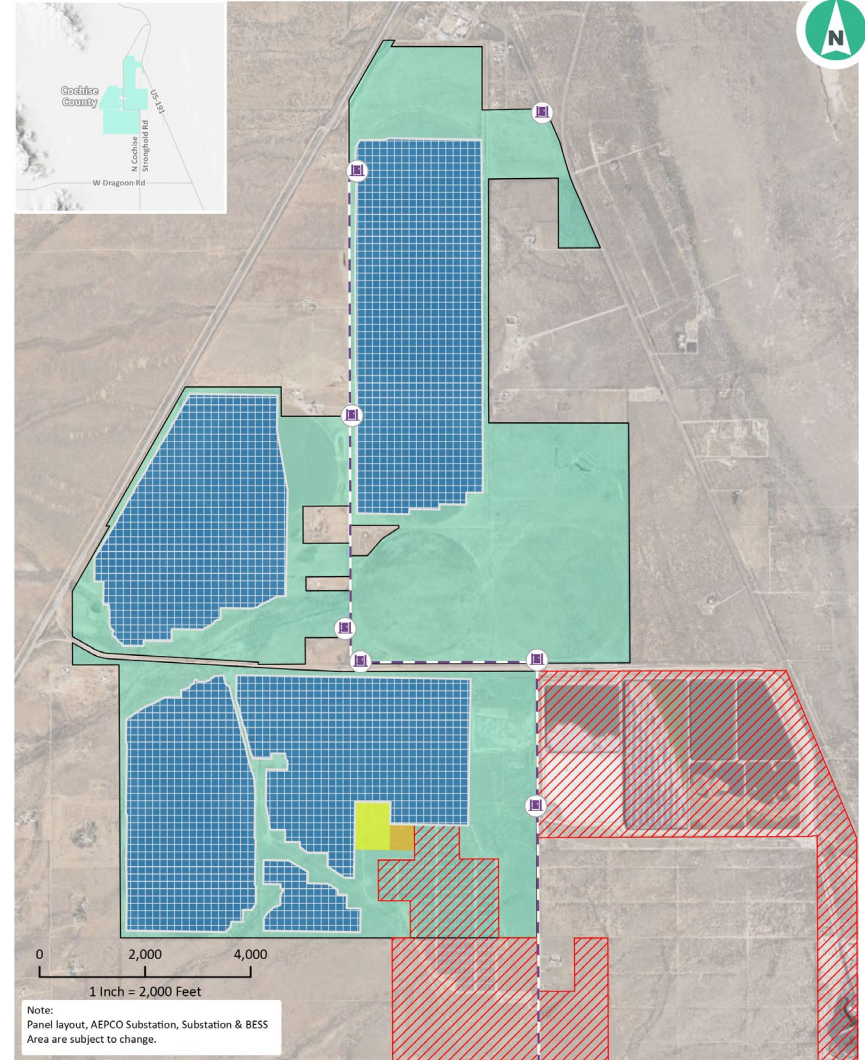 N
Cochise
County
US-191
N Cochise
Stronghold Rd
W Dragoon Rd
0 2,000 4,000
1 Inch = 2,000 Feet
Note:
Panel layout, AEPCO Substation, Substation & BESS
Area are subject to change.